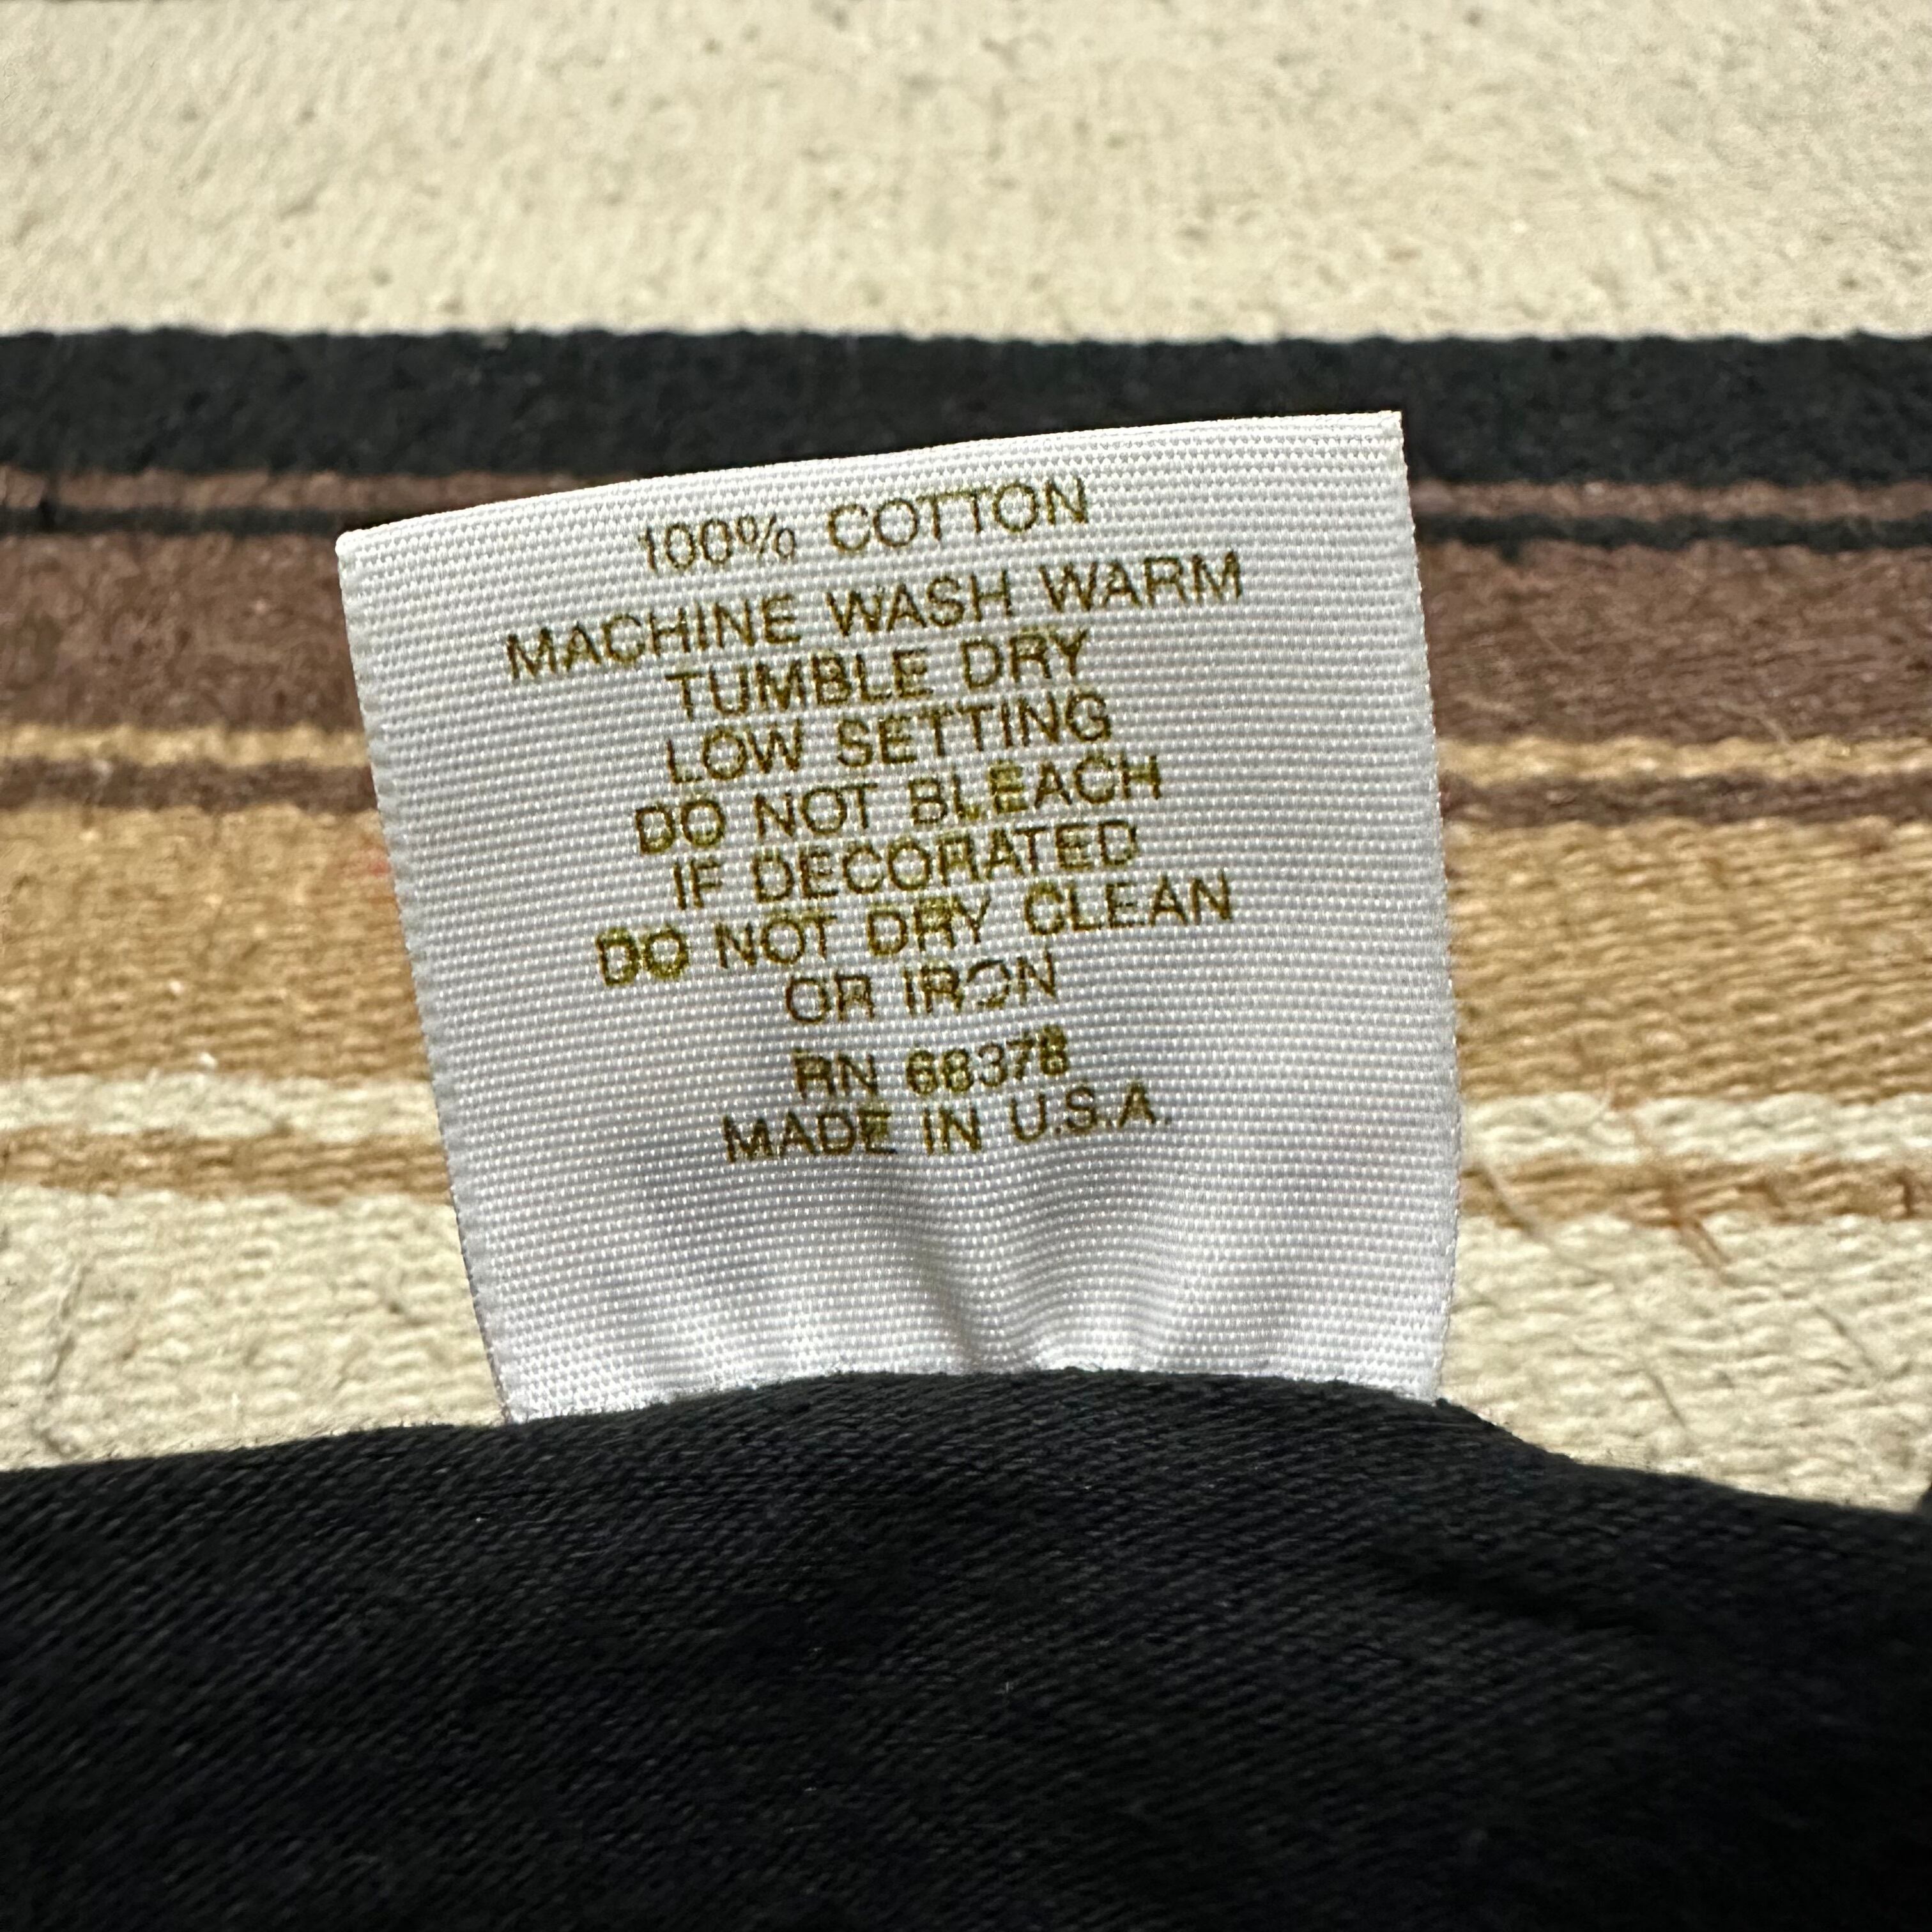 100% COTTON
MACHINE WASH WARM
TUMBLE DRY
LOW SETTING
DO NOT BLEACH
IF DECORATED
DO NOT DRY CLEAN
OR IRON
RN 68378
MADE IN U.S.A.